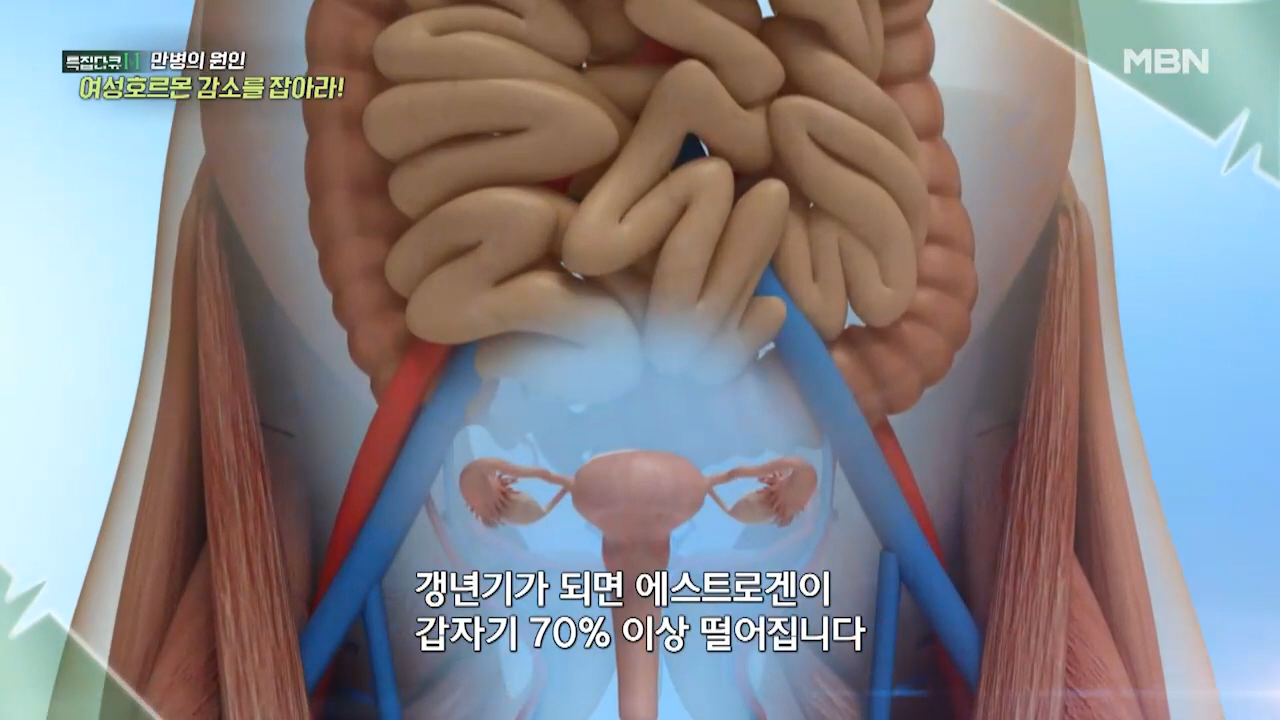 특집다큐 H 만병의 원인
여성호르몬 감소를 잡아라!
MBN
갱년기가 되면 에스트로겐이
갑자기 70% 이상 떨어집니다